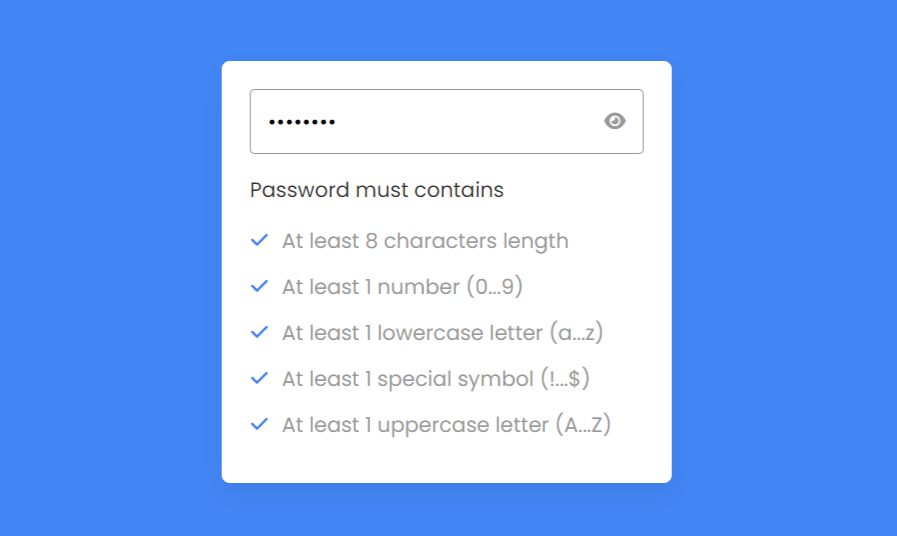 ••••••••
Password must contains
At least 8 characters length
At least 1 number (0...9)
At least 1 lowercase letter (a...z)
At least 1 special symbol (!...$)
At least 1 uppercase letter (A...Z)